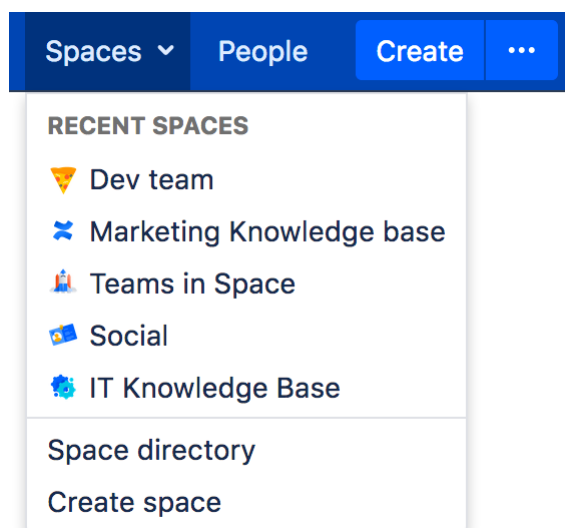 Spaces People Create ...
RECENT SPACES
Dev team
Marketing Knowledge base
Teams in Space
Social
IT Knowledge Base
Space directory
Create space